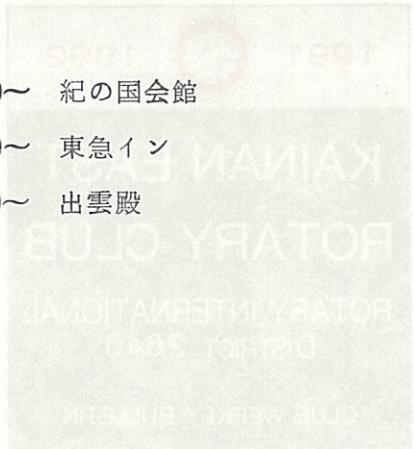 ～ 紀の国会館
～ 東急イン
～ 出雲殿
1991 1992
KAINAN EAST
ROTARY CLUB
ROTARY INTERNATIONAL
DISTRICT 2640
CLUB WEEKLY BULLETIN